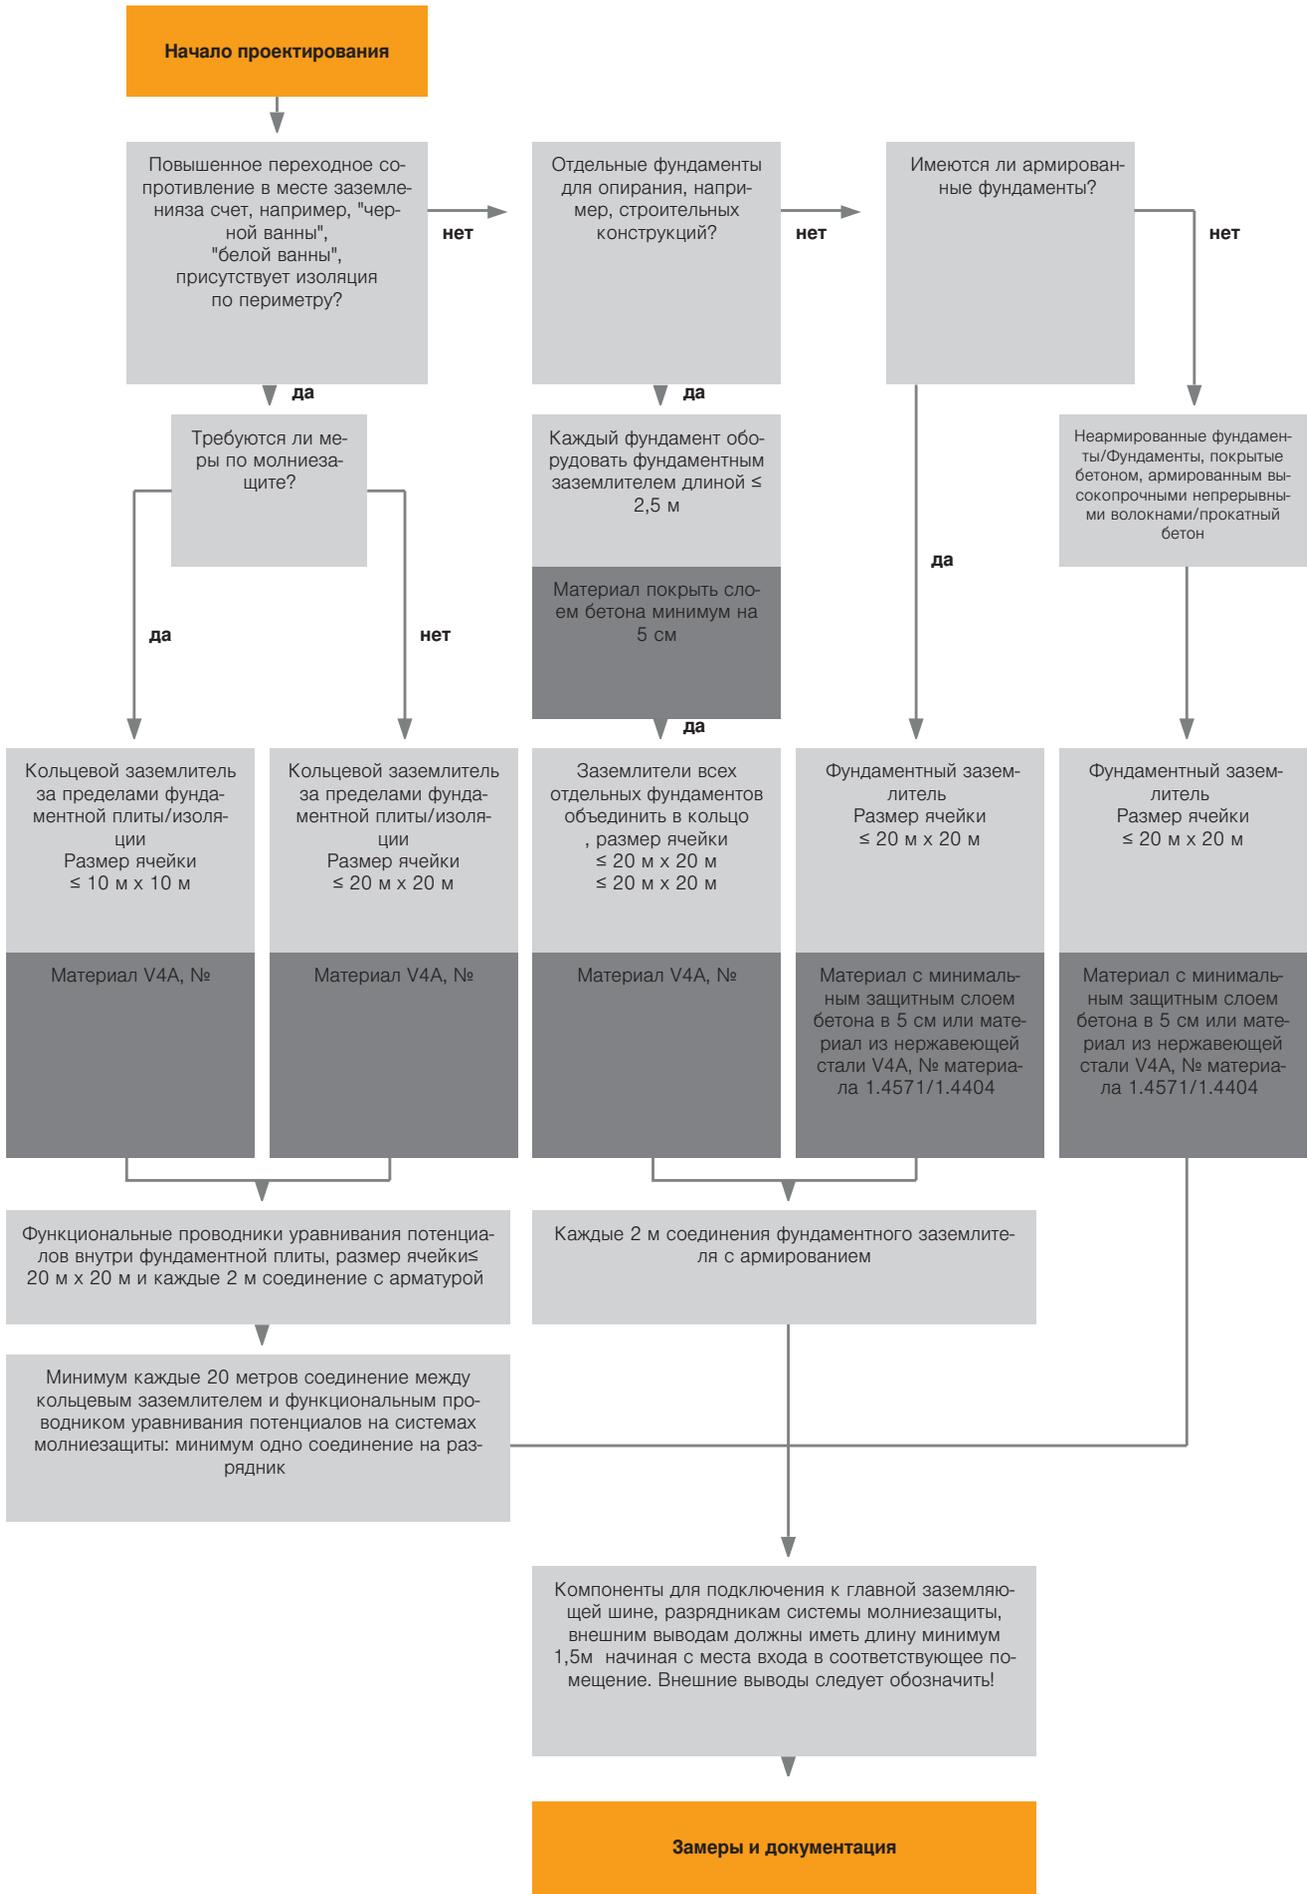 Начало проектирования
Повышенное переходное со-
противление в месте заземле-
нияза счет, например, "чер-
ной ванны",
"белой ванны",
присутствует изоляция
по периметру?
нет
Отдельные фундаменты
для опирания, напри-
мер, строительных
конструкций?
нет
Имеются ли армирован-
ные фундаменты?
нет
да
да
Требуются ли ме-
ры по молниеза-
щите?
Каждый фундамент обо-
рудовать фундаментным
заземлителем длиной ≤
2,5 м
Неармированные фундамен-
ты/Фундаменты, покрытые
бетоном, армированным вы-
сокопрочными непрерывны-
ми волокнами/прокатный
бетон
да
Материал покрыть сло-
ем бетона минимум на
5 см
да
нет
да
Кольцевой заземлитель
за пределами фунда-
ментной плиты/изоля-
ции
Размер ячейки
≤ 10 м x 10 м
Кольцевой заземлитель
за пределами фунда-
ментной плиты/изоля-
ции
Размер ячейки
≤ 20 м x 20 м
Заземлители всех
отдельных фундаментов
объединить в кольцо
, размер ячейки
≤ 20 м x 20 м
≤ 20 м x 20 м
Фундаментный зазем-
литель
Размер ячейки
≤ 20 м x 20 м
Фундаментный зазем-
литель
Размер ячейки
≤ 20 м x 20 м
Материал V4A, №
Материал V4A, №
Материал V4A, №
Материал с минималь-
ным защитным слоем
бетона в 5 см или мате-
риал из нержавеющей
стали V4A, № материа-
ла 1.4571/1.4404
Материал с минималь-
ным защитным слоем
бетона в 5 см или мате-
риал из нержавеющей
стали V4A, № материа-
ла 1.4571/1.4404
Функциональные проводники уравнивания потенциа-
лов внутри фундаментной плиты, размер ячейки≤
20 м x 20 м и каждые 2 м соединение с арматурой
Каждые 2 м соединения фундаментного заземлите-
ля с армированием
Минимум каждые 20 метров соединение между
кольцевым заземлителем и функциональным про-
водником уравнивания потенциалов на системах
молниезащиты: минимум одно соединение на раз-
рядник
Компоненты для подключения к главной заземляю-
щей шине, разрядникам системы молниезащиты,
внешним выводам должны иметь длину минимум
1,5м начиная с места входа в соответствующее по-
мещение. Внешние выводы следует обозначить!
Замеры и документация